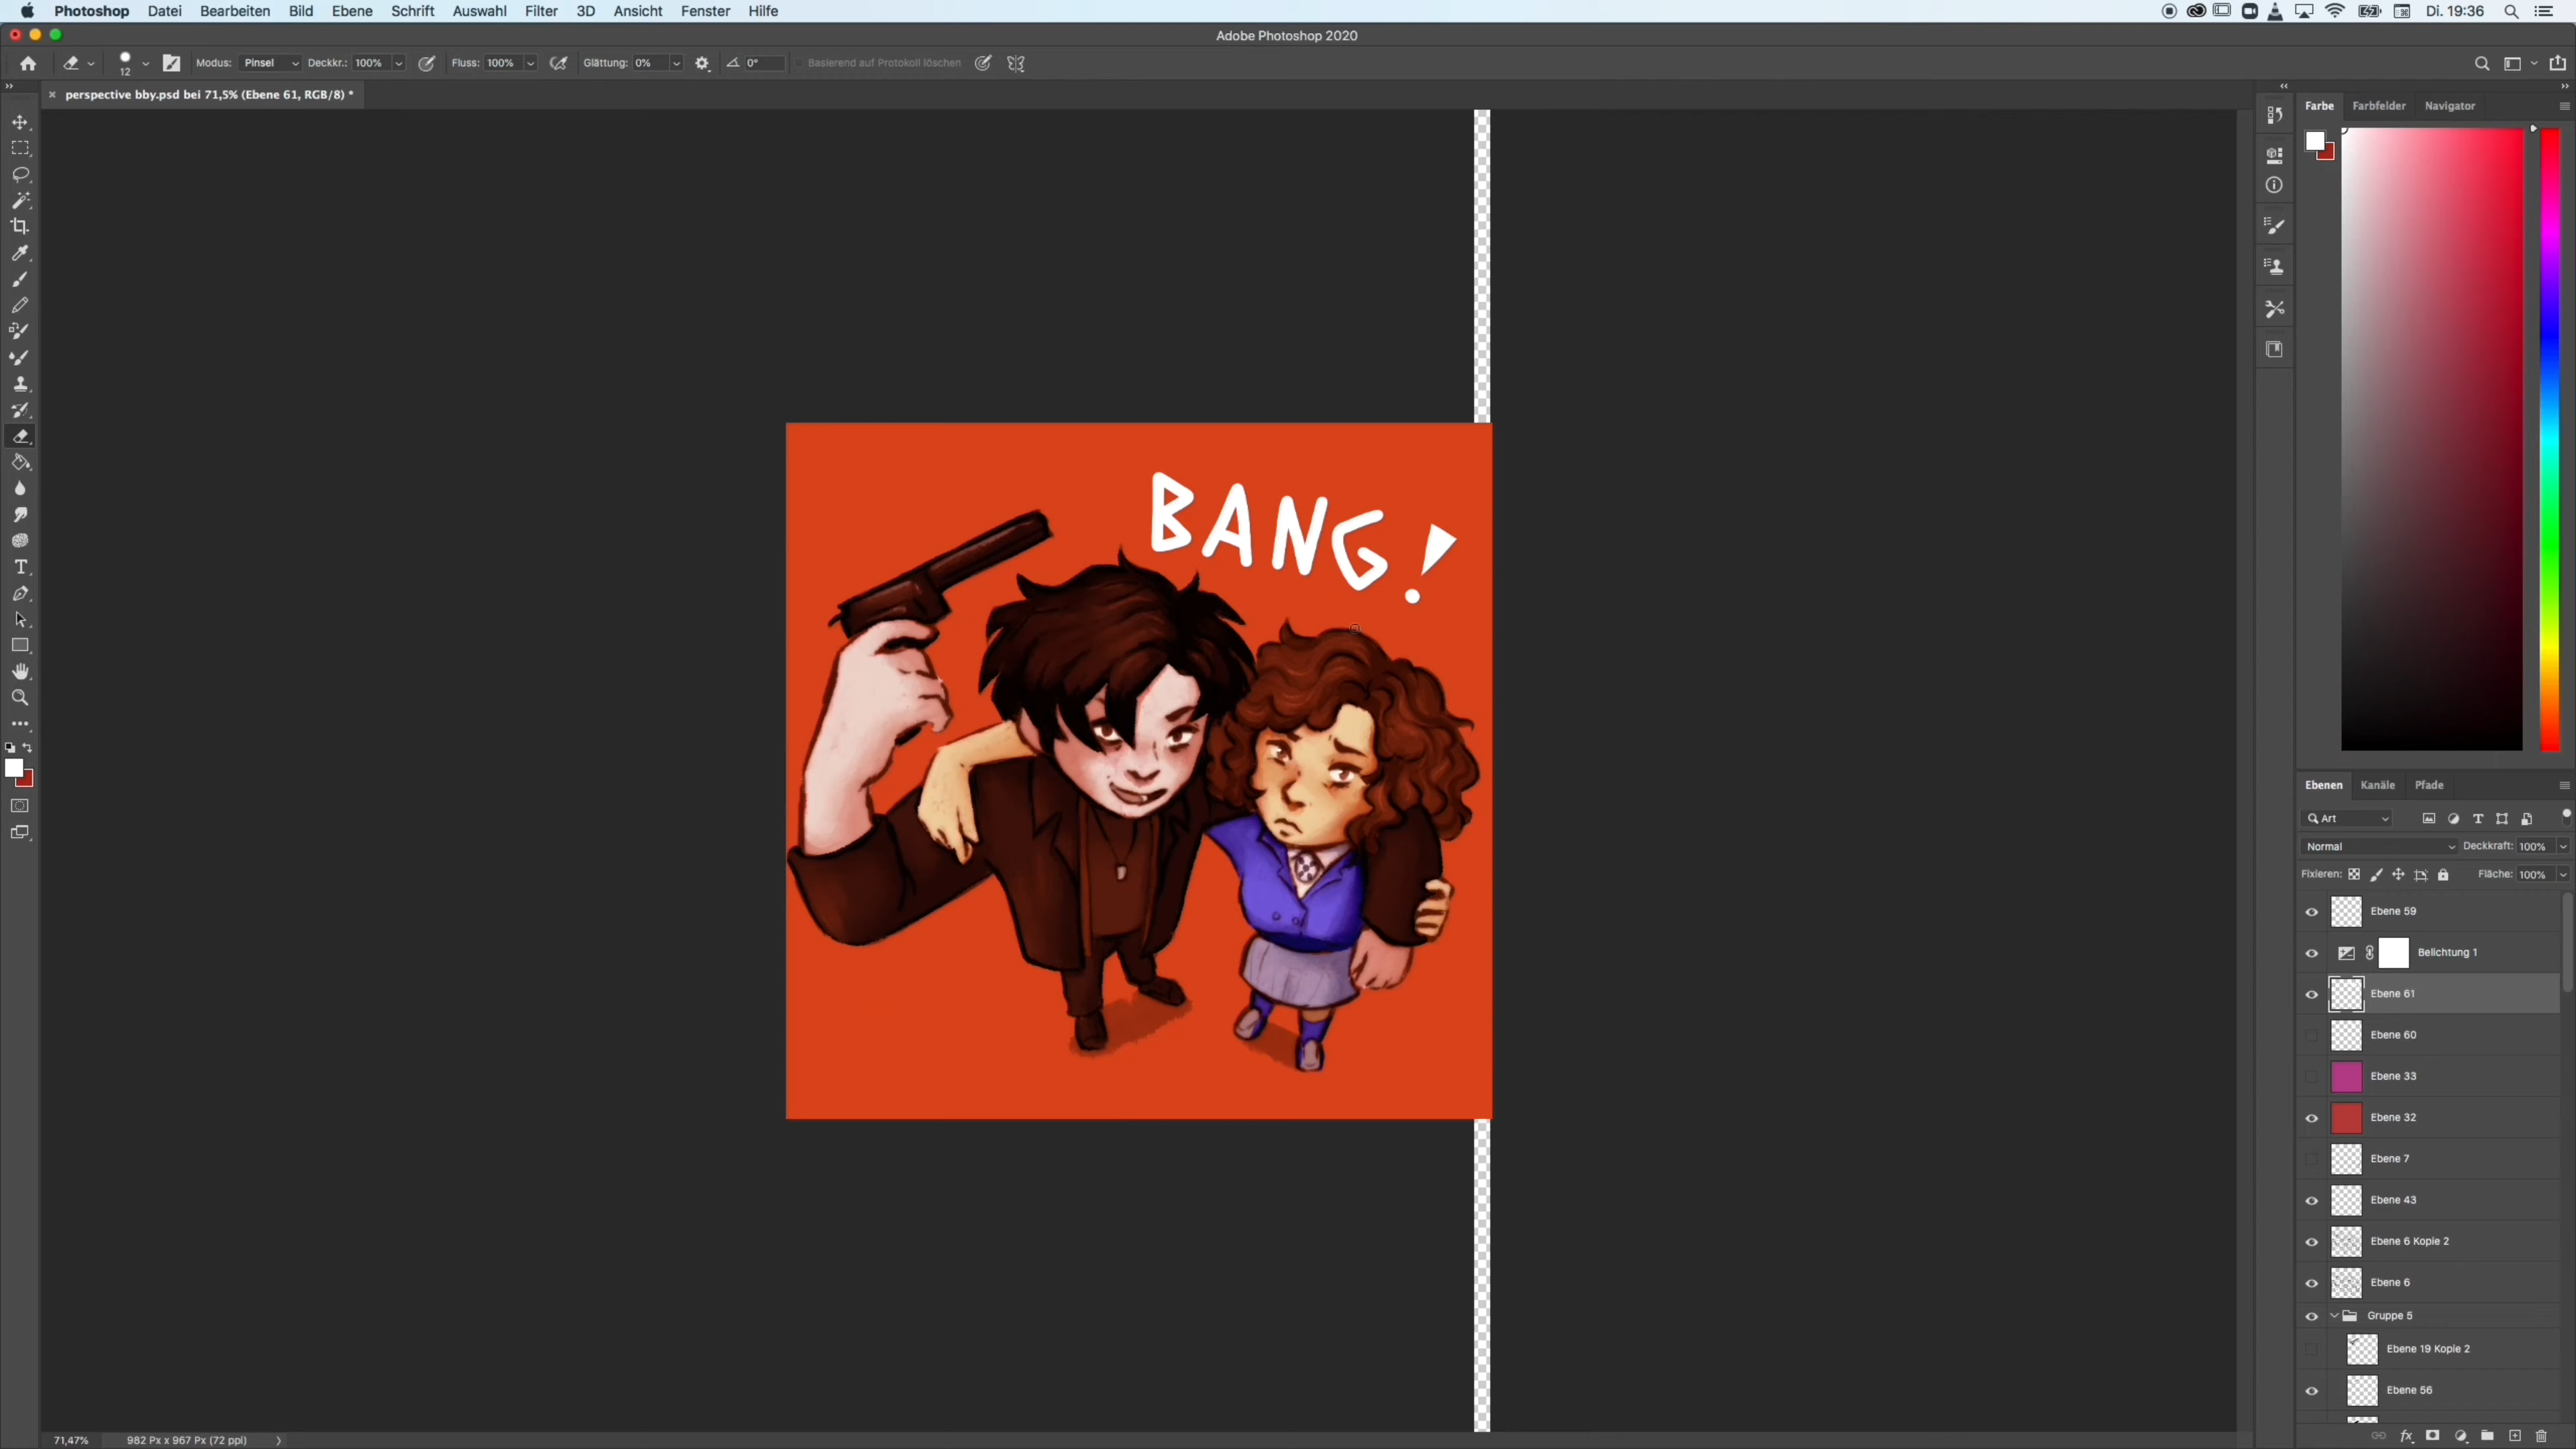 Photoshop Datei Bearbeiten Bild Ebene Schrift Auswahl Filter 3D Ansicht Fenster Hilfe Di. 19:36
Adobe Photoshop 2020
12 Modus: Pinsel Deckkr.: 100% Fluss: 100% Glättung: 0% 0° Basierend auf Protokoll löschen
perspective bby.psd bei 71,5% (Ebene 61, RGB/8) *
Farbe Farbfelder Navigator
BANG!
Ebenen Kanäle Pfade
Art
Normal Deckkraft: 100%
Fixieren: Fläche: 100%
Ebene 59
Belichtung 1
Ebene 61
Ebene 60
Ebene 33
Ebene 32
Ebene 7
Ebene 43
Ebene 6 Kopie 2
Ebene 6
Gruppe 5
Ebene 19 Kopie 2
Ebene 56
71,47% 982 Px x 967 Px (72 ppi)